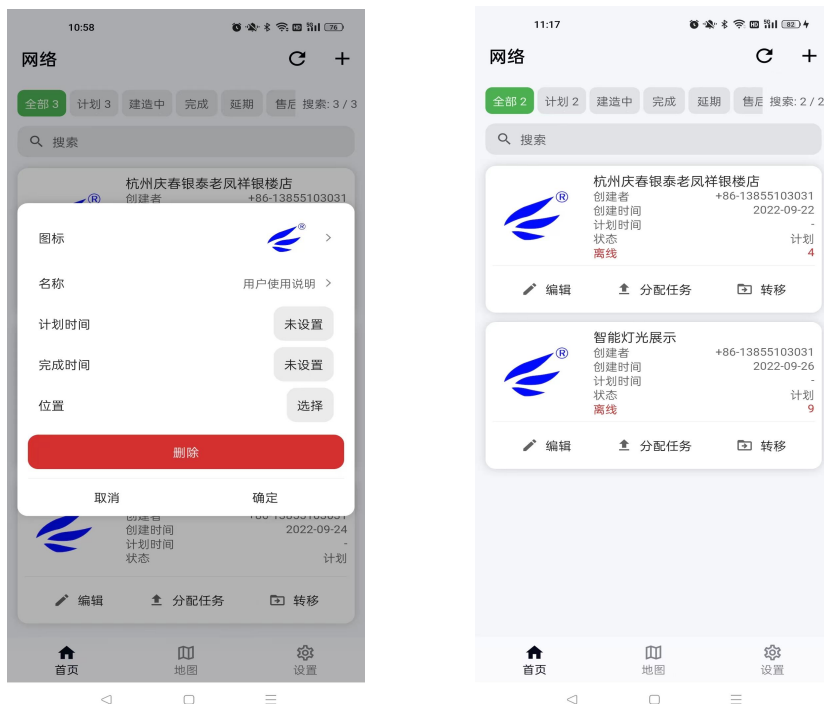 10:58
76
网络
全部 3 计划 3 建造中 完成 延期 售后 搜索: 3 / 3
搜索
杭州庆春银泰老凤祥银楼店
创建者 +86-13855103031
图标
名称 用户使用说明
计划时间 未设置
完成时间 未设置
位置 选择
删除
取消 确定
创建者 +86-13855103031
创建时间 2022-09-24
计划时间 -
状态 计划
编辑 分配任务 转移
首页 地图 设置
11:17
82
网络
全部 2 计划 2 建造中 完成 延期 售后 搜索: 2 / 2
搜索
杭州庆春银泰老凤祥银楼店
®
创建者 +86-13855103031
创建时间 2022-09-22
计划时间 -
状态 计划
离线 4
编辑 分配任务 转移
智能灯光展示
®
创建者 +86-13855103031
创建时间 2022-09-26
计划时间 -
状态 计划
离线 9
编辑 分配任务 转移
首页 地图 设置